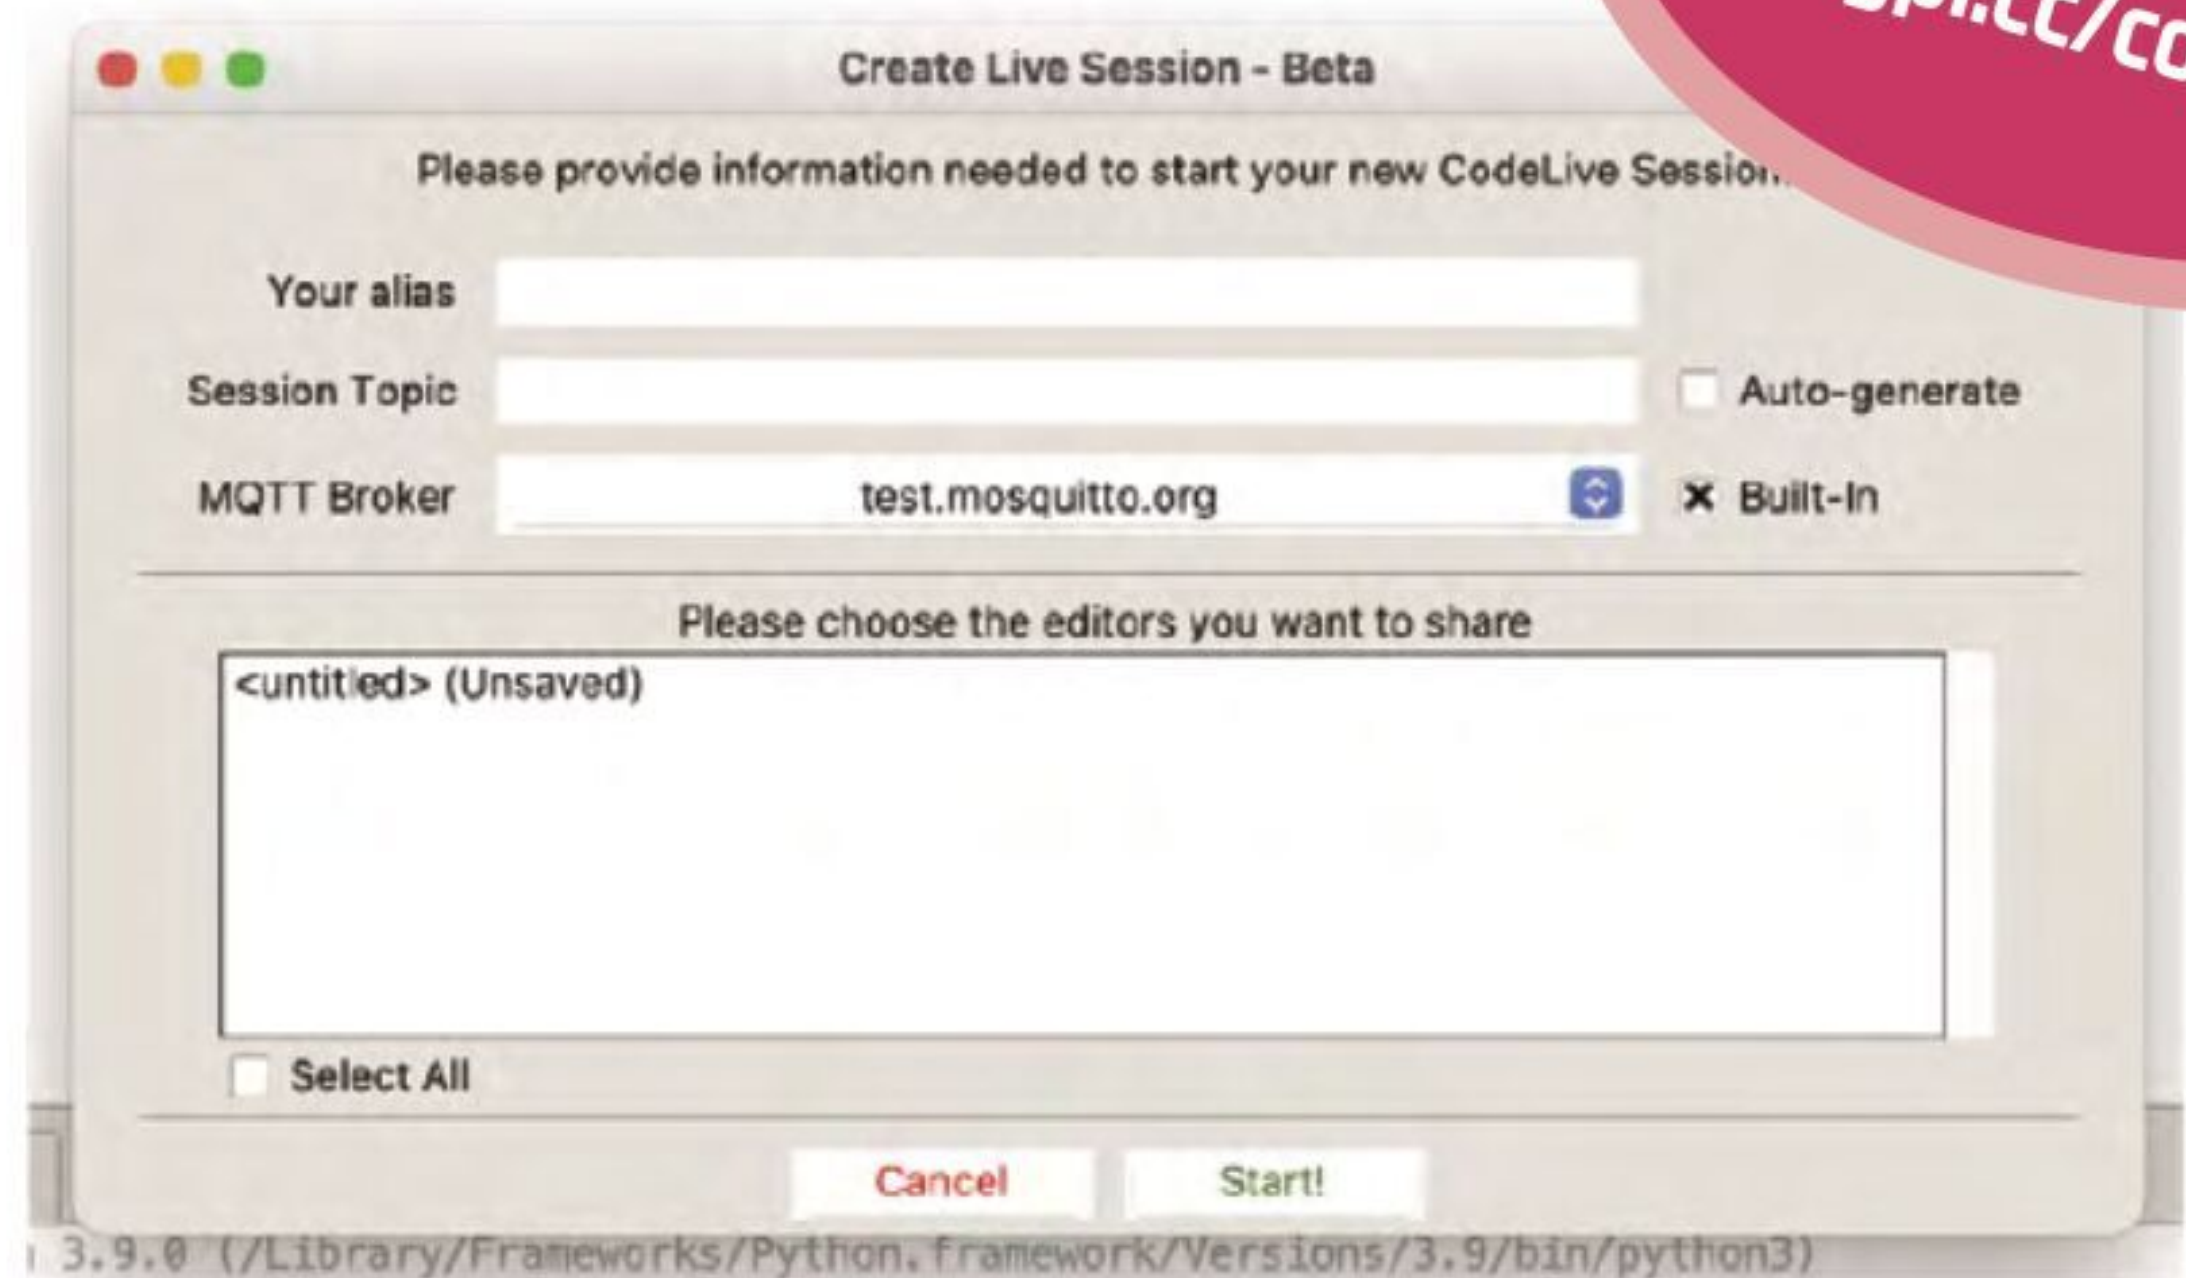 Create Live Session - Beta
Please provide information needed to start your new CodeLive Session.
Your alias
Session Topic
Auto-generate
MQTT Broker
test.mosquitto.org
× Built-In
Please choose the editors you want to share
<untitled> (Unsaved)
Select All
Cancel
Start!
3.9.0 (/Library/Frameworks/Python.framework/Versions/3.9/bin/python3)